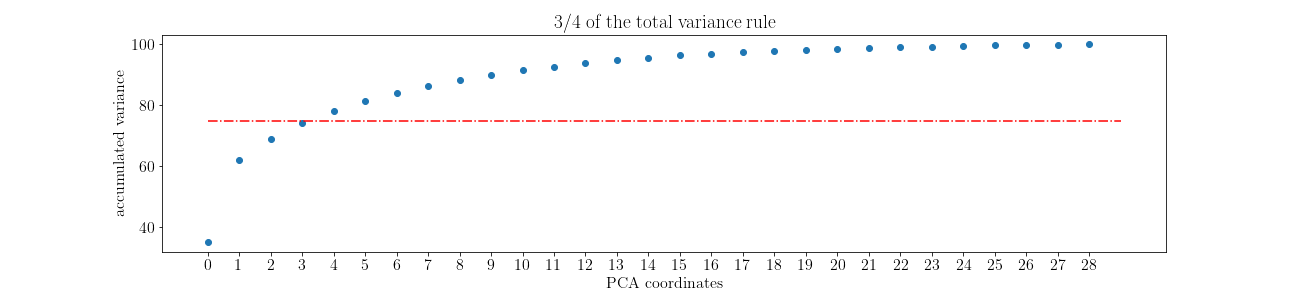 3/4 of the total variance rule
100
80
60
40
accumulated variance
0 1 2 3 4 5 6 7 8 9 10 11 12 13 14 15 16 17 18 19 20 21 22 23 24 25 26 27 28
PCA coordinates